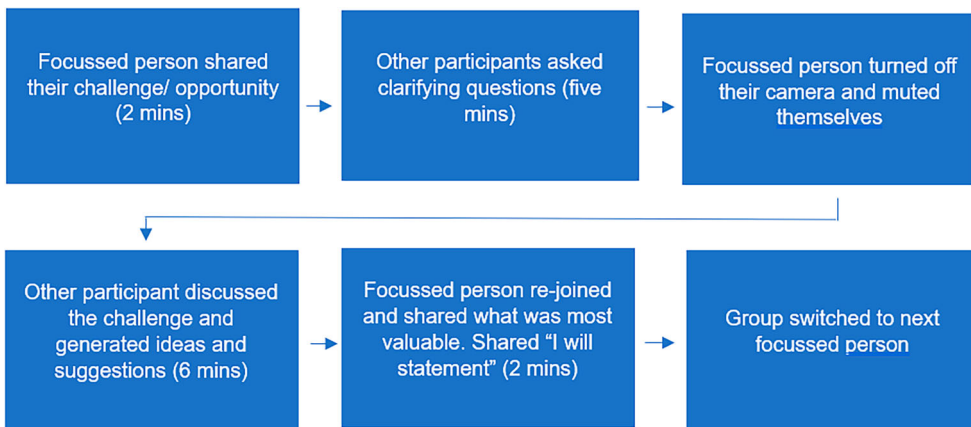 Focussed person shared
their challenge/ opportunity
(2 mins)
Other participants asked
clarifying questions (five
mins)
Focussed person turned off
their camera and muted
themselves
Other participant discussed
the challenge and
generated ideas and
suggestions (6 mins)
Focussed person re-joined
and shared what was most
valuable. Shared “I will
statement” (2 mins)
Group switched to next
focussed person